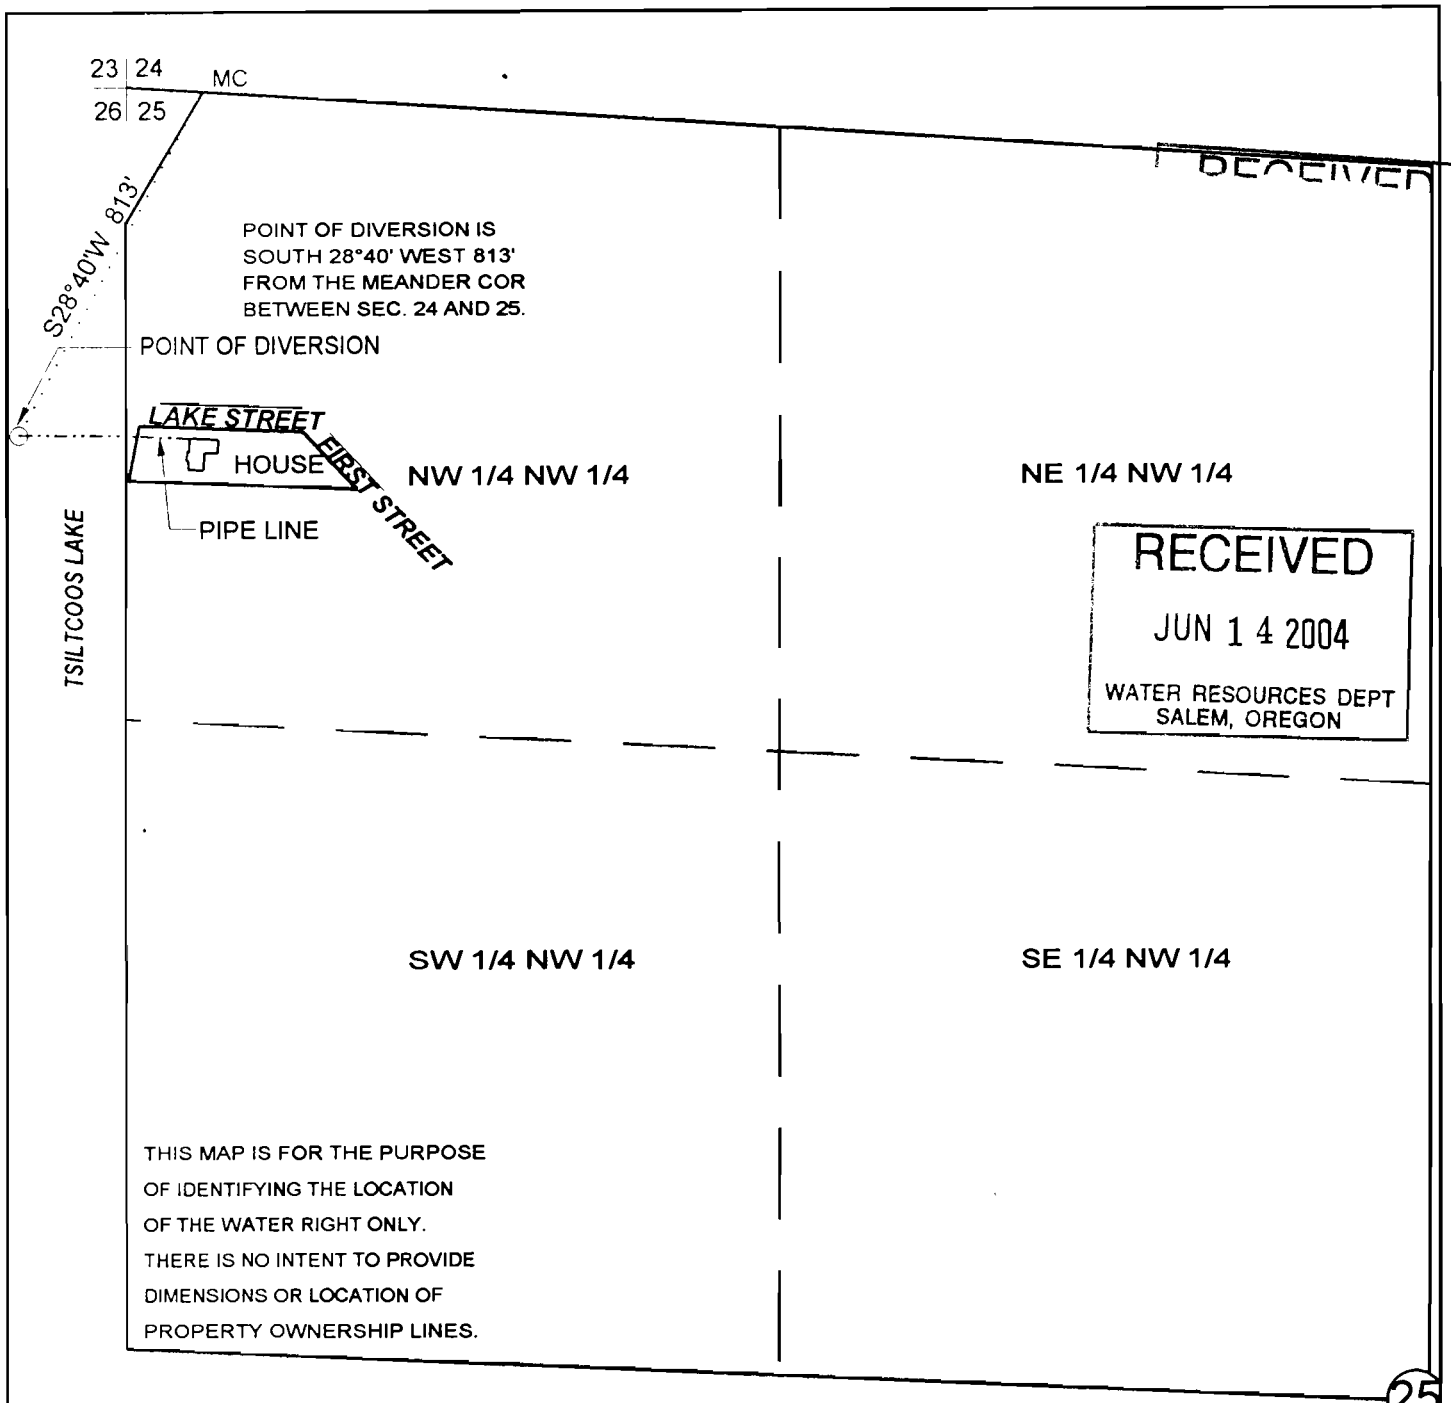 23 24 MC
26 25
S28°40'W 813'
POINT OF DIVERSION IS
SOUTH 28°40' WEST 813'
FROM THE MEANDER COR
BETWEEN SEC. 24 AND 25.
POINT OF DIVERSION
RECEIVED
LAKE STREET
FIRST STREET
HOUSE
PIPE LINE
TSILTCOOS LAKE
NW 1/4 NW 1/4
NE 1/4 NW 1/4
RECEIVED
JUN 14 2004
WATER RESOURCES DEPT
SALEM, OREGON
SW 1/4 NW 1/4
SE 1/4 NW 1/4
THIS MAP IS FOR THE PURPOSE
OF IDENTIFYING THE LOCATION
OF THE WATER RIGHT ONLY.
THERE IS NO INTENT TO PROVIDE
DIMENSIONS OR LOCATION OF
PROPERTY OWNERSHIP LINES.
25